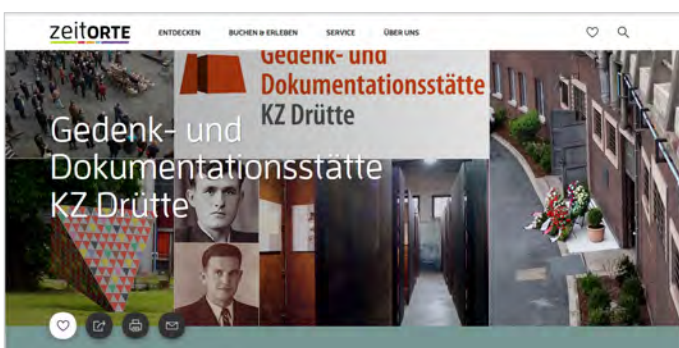 zeitORTE
ENTDECKEN
BUCHEN & ERLEBEN
SERVICE
ÜBER UNS
Gedenk- und
Dokumentationsstätte
KZ Drütte
Gedenk- und
Dokumentationsstätte
KZ Drütte